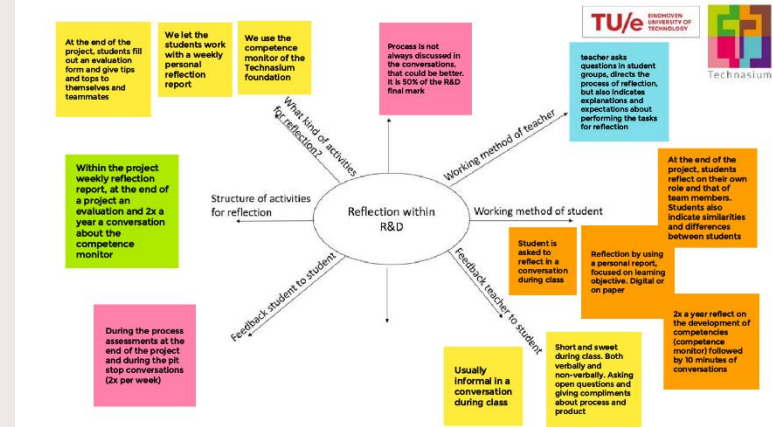 At the end of the
project, students fill
out an evaluation
form and give tips
and tops to
themselves and
teammates
We let the
students work
with a weekly
personal
reflection
report
We use the
competence
monitor of the
Technasium
foundation
Process is not
always discussed in
the conversations,
that could be better.
It is 50% of the R&D
final mark
TU/e EINDHOVEN
UNIVERSITY OF
TECHNOLOGY
Technasium
teacher asks
questions in student
groups, directs the
process of reflection,
but also indicates
explanations and
expectations about
performing the tasks
for reflection
What kind of activities
for reflection?
Working method of teacher
Within the project
weekly reflection
report, at the end of
a project an
evaluation and 2x a
year a conversation
about the
competence
monitor
Structure of activities
for reflection
Reflection within
R&D
Working method of student
At the end of the
project, students
reflect on their own
role and that of
team members.
Students also
indicate similarities
and differences
between students
Student is
asked to
reflect in a
conversation
during class
Reflection by using
a personal report,
focused on learning
objective. Digital or
on paper
2x a year reflect on
the development of
competencies
(competence
monitor) followed
by 10 minutes of
conversations
Feedback student to student
Feedback teacher to student
During the process
assessments at the
end of the project
and during the pit
stop conversations
(2x per week)
Usually
informal in a
conversation
during class
Short and sweet
during class. Both
verbally and
non-verbally. Asking
open questions and
giving compliments
about process and
product